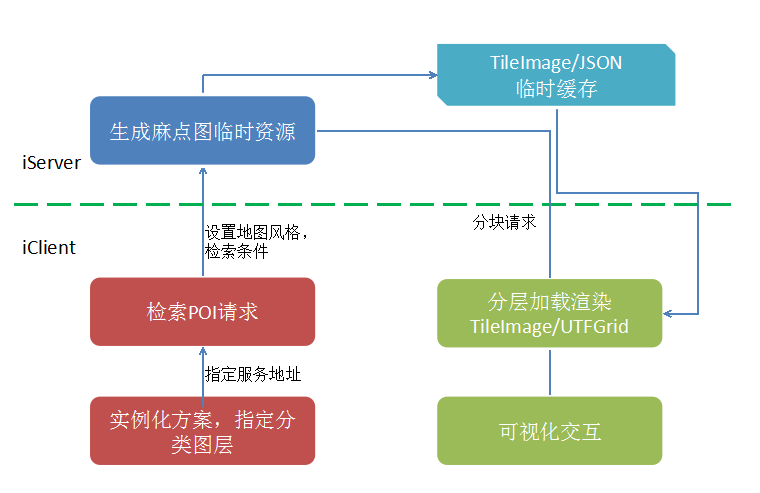 TileImage/JSON
临时缓存
生成麻点图临时资源
iServer
设置地图风格，
检索条件
分块请求
iClient
检索POI请求
分层加载渲染
TileImage/UTFGrid
指定服务地址
实例化方案，指定分
类图层
可视化交互